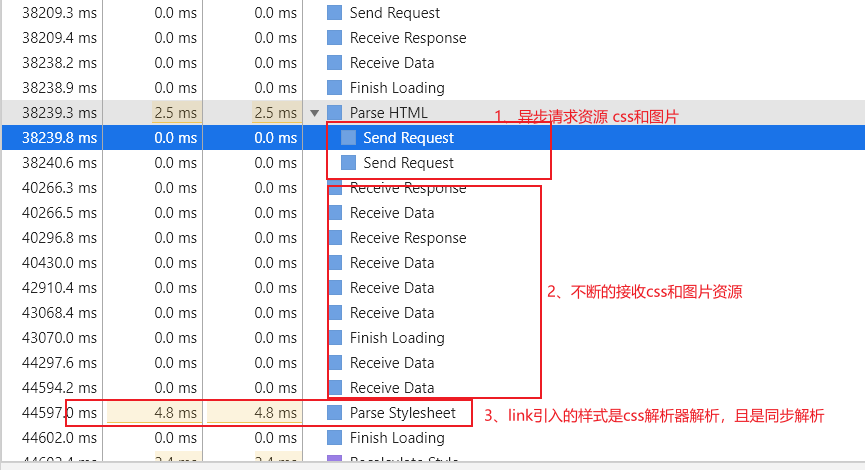 38209.3 ms 0.0 ms 0.0 ms Send Request
38209.4 ms 0.0 ms 0.0 ms Receive Response
38238.2 ms 0.0 ms 0.0 ms Receive Data
38238.9 ms 0.0 ms 0.0 ms Finish Loading
38239.3 ms 2.5 ms 2.5 ms Parse HTML 1、异步请求资源 css和图片
38239.8 ms 0.0 ms 0.0 ms Send Request
38240.6 ms 0.0 ms 0.0 ms Send Request
40266.3 ms 0.0 ms 0.0 ms Receive Response
40266.5 ms 0.0 ms 0.0 ms Receive Data
40296.8 ms 0.0 ms 0.0 ms Receive Response
40430.0 ms 0.0 ms 0.0 ms Receive Data
42910.4 ms 0.0 ms 0.0 ms Receive Data 2、不断的接收css和图片资源
43068.4 ms 0.0 ms 0.0 ms Receive Data
43070.0 ms 0.0 ms 0.0 ms Finish Loading
44297.6 ms 0.0 ms 0.0 ms Receive Data
44594.2 ms 0.0 ms 0.0 ms Receive Data
44597.0 ms 4.8 ms 4.8 ms Parse Stylesheet 3、link引入的样式是css解析器解析，且是同步解析
44602.0 ms 0.0 ms 0.0 ms Finish Loading